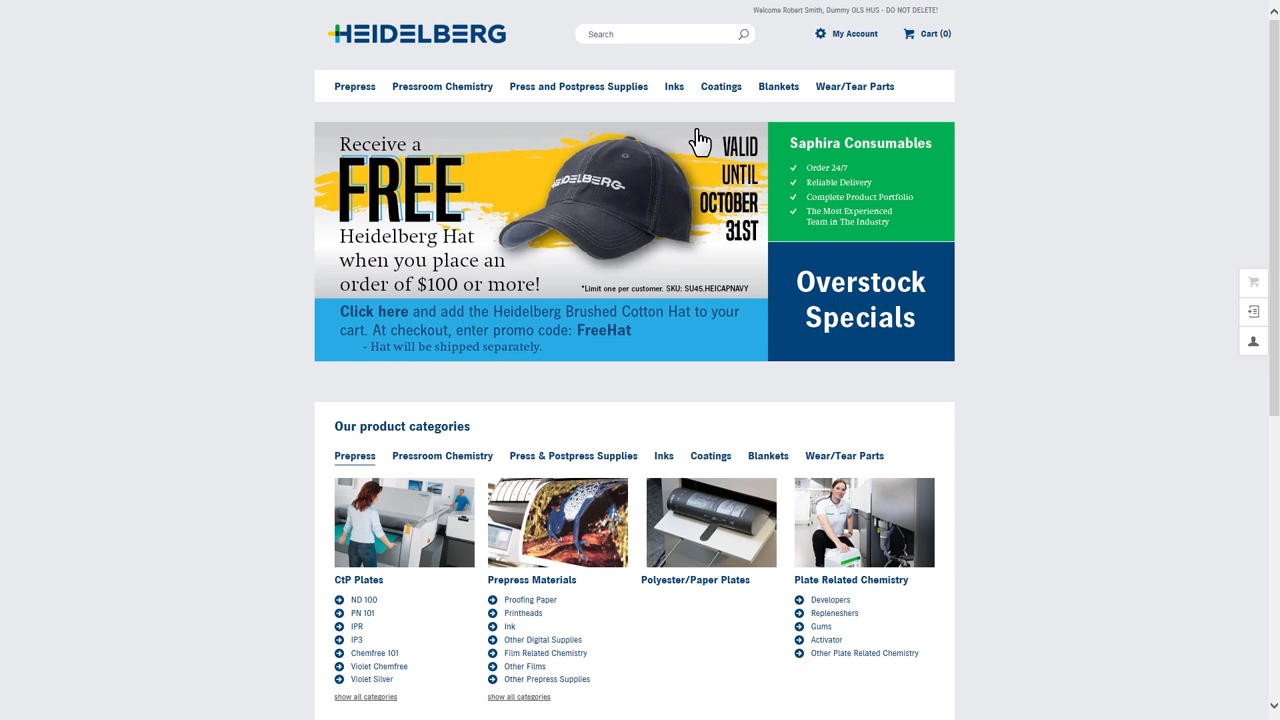 Welcome Robert Smith, Dummy OLS HUS - DO NOT DELETE!
HEIDELBERG
Search
My Account
Cart (0)
Prepress
Pressroom Chemistry
Press and Postpress Supplies
Inks
Coatings
Blankets
Wear/Tear Parts
Receive a
FREE
Heidelberg Hat
when you place an
order of $100 or more!
HEIDELBERG
VALID
UNTIL
OCTOBER
31ST
*Limit one per customer. SKU: SU45.HEICAPNAVY
Click here and add the Heidelberg Brushed Cotton Hat to your
cart. At checkout, enter promo code: FreeHat
- Hat will be shipped separately.
Saphira Consumables
Order 24/7
Reliable Delivery
Complete Product Portfolio
The Most Experienced
Team in The Industry
Overstock
Specials
Our product categories
Prepress
Pressroom Chemistry
Press & Postpress Supplies
Inks
Coatings
Blankets
Wear/Tear Parts
CtP Plates
ND 100
PN 101
IPR
IP3
Chemfree 101
Violet Chemfree
Violet Silver
show all categories
Prepress Materials
Proofing Paper
Printheads
Ink
Other Digital Supplies
Film Related Chemistry
Other Films
Other Prepress Supplies
show all categories
Polyester/Paper Plates
Plate Related Chemistry
Developers
Repleneshers
Gums
Activator
Other Plate Related Chemistry